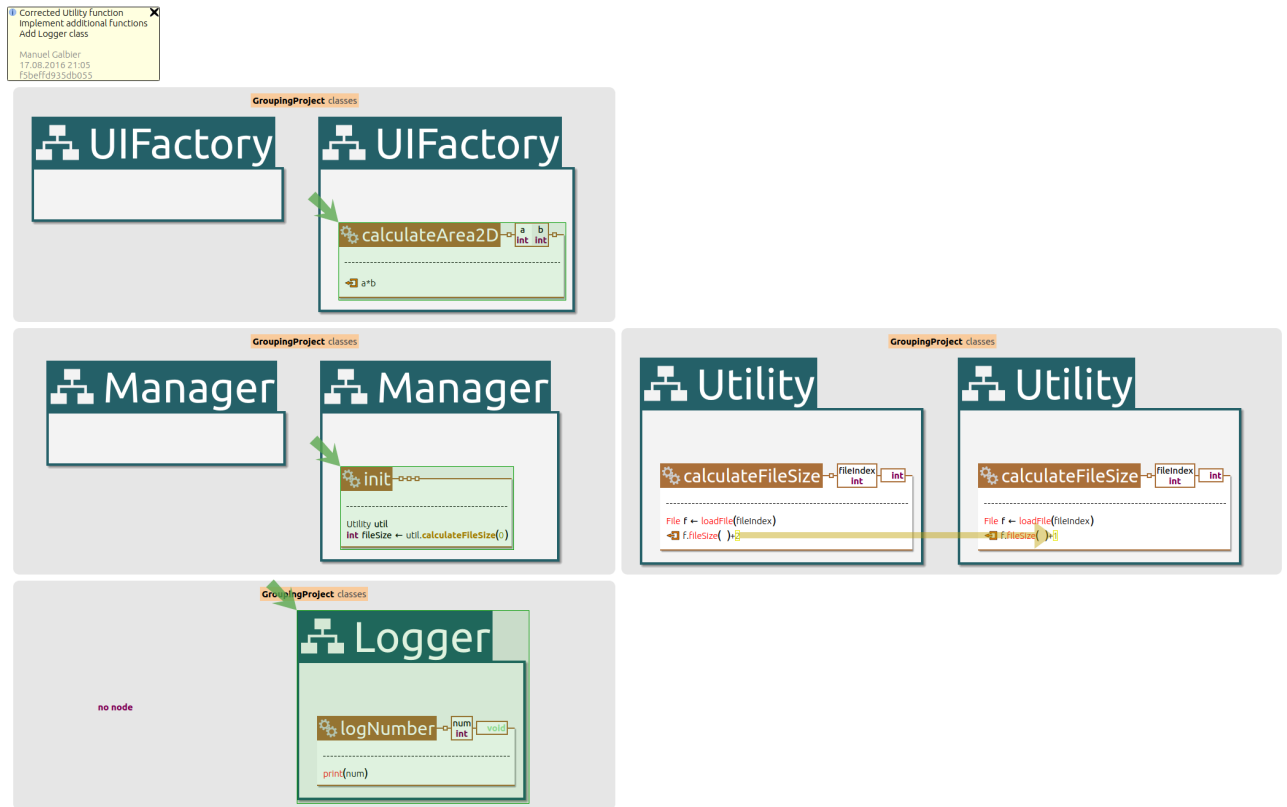 Corrected Utility function
Implement additional functions
Add Logger class
Manuel Galbier
17.08.2016 21:05
f5beffd935db055
GroupingProject classes
UIFactory
UIFactory
calculateArea2D
a b
int int
a*b
GroupingProject classes
Manager
Manager
init
Utility util
int fileSize ← util.calculateFileSize(0)
GroupingProject classes
Utility
Utility
calculateFileSize
fileIndex
int
int
File f ← loadFile(fileIndex)
f.fileSize( )+2
calculateFileSize
fileIndex
int
int
File f ← loadFile(fileIndex)
f.fileSize( )+1
GroupingProject classes
no node
Logger
logNumber
num
int
void
print(num)